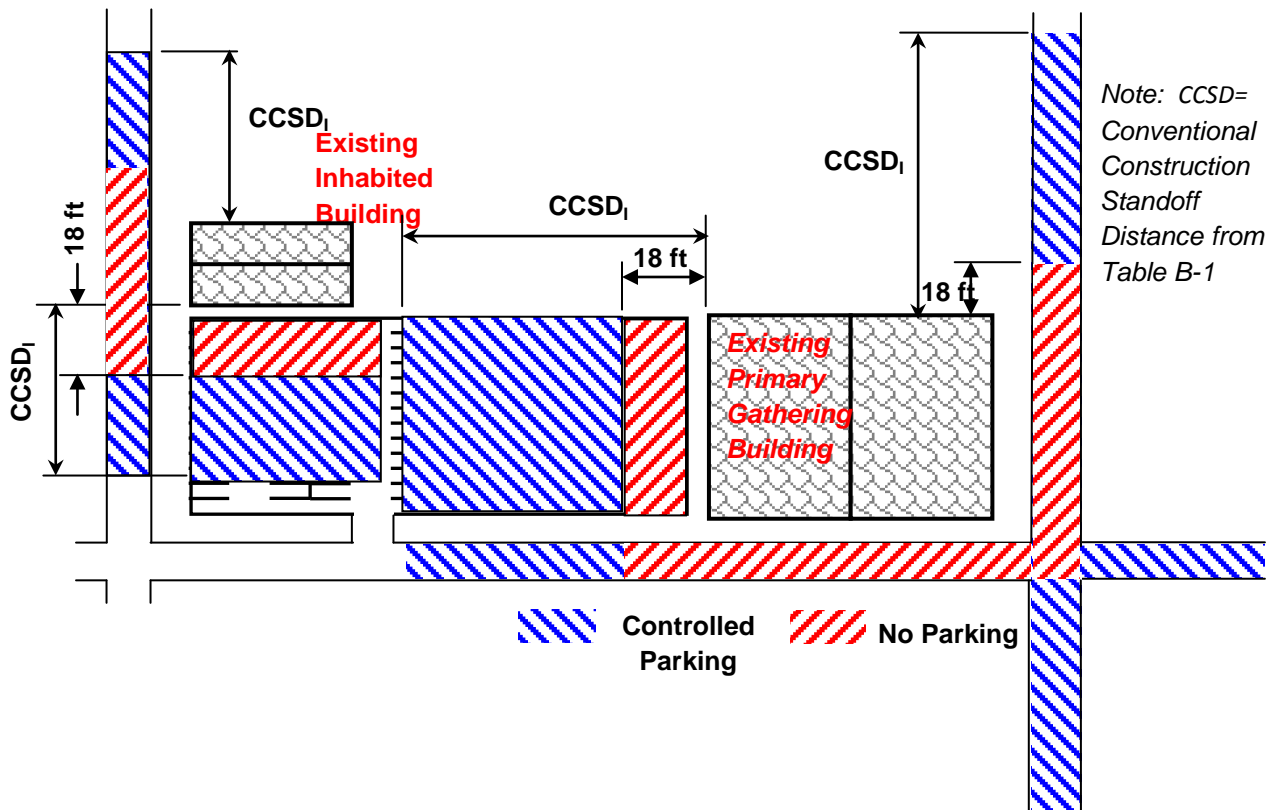 CCSDI
Existing
Inhabited
Building
18 ft
CCSDI
CCSDI
18 ft
CCSDI
18 ft
Note: CCSD=
Conventional
Construction
Standoff
Distance from
Table B-1
Existing
Primary
Gathering
Building
Controlled
Parking
No Parking